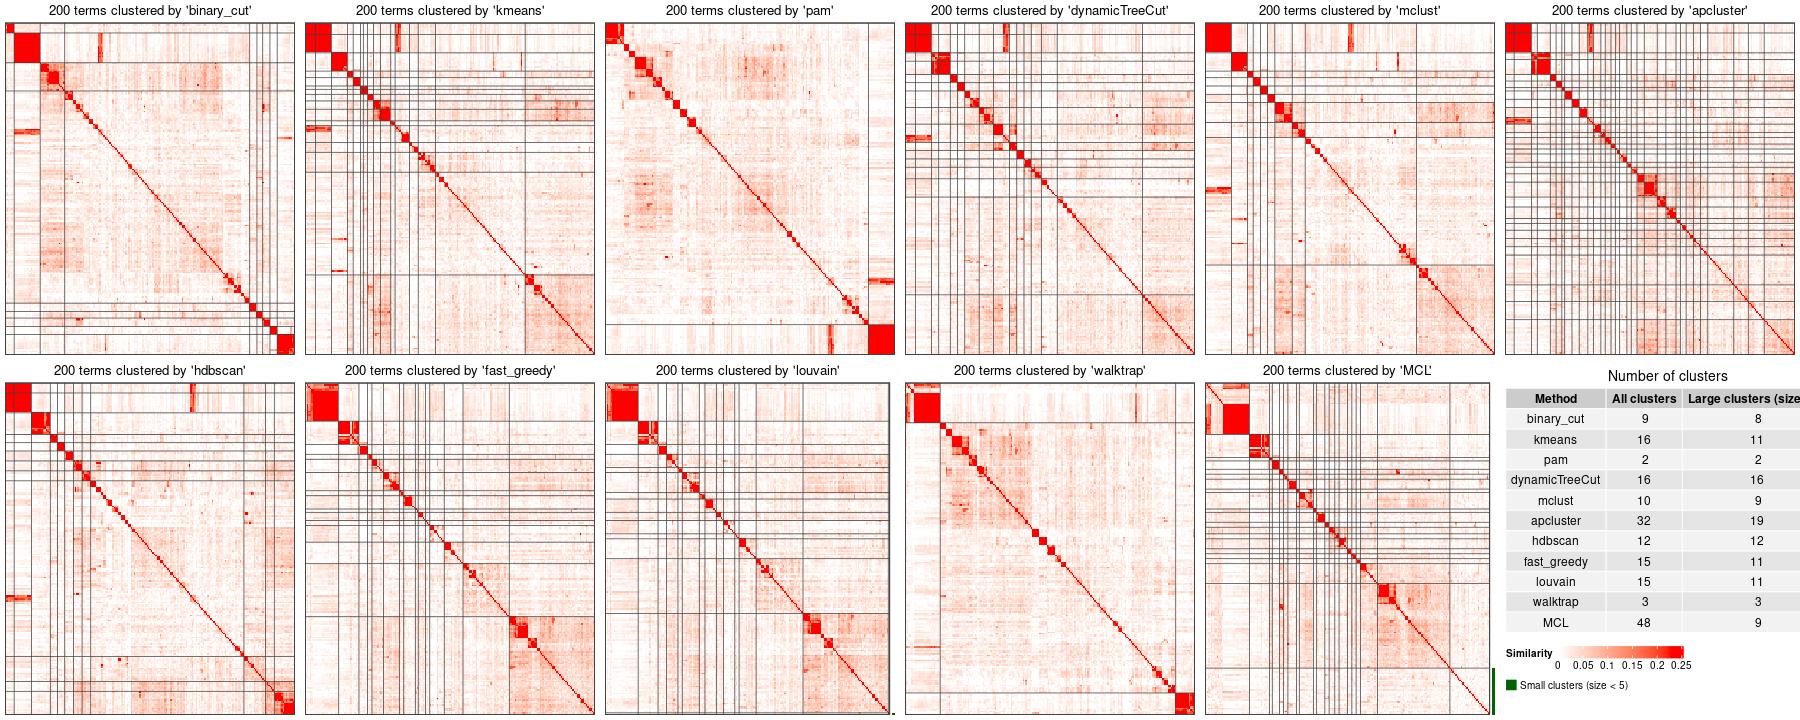 200 terms clustered by 'binary_cut'
200 terms clustered by 'kmeans'
200 terms clustered by 'pam'
200 terms clustered by 'dynamicTreeCut'
200 terms clustered by 'mclust'
200 terms clustered by 'apcluster'
200 terms clustered by 'hdbscan'
200 terms clustered by 'fast_greedy'
200 terms clustered by 'louvain'
200 terms clustered by 'walktrap'
200 terms clustered by 'MCL'
Number of clusters
Method All clusters Large clusters (size
binary_cut 9 8
kmeans 16 11
pam 2 2
dynamicTreeCut 16 16
mclust 10 9
apcluster 32 19
hdbscan 12 12
fast_greedy 15 11
louvain 15 11
walktrap 3 3
MCL 48 9
Similarity
0 0.05 0.1 0.15 0.2 0.25
Small clusters (size < 5)